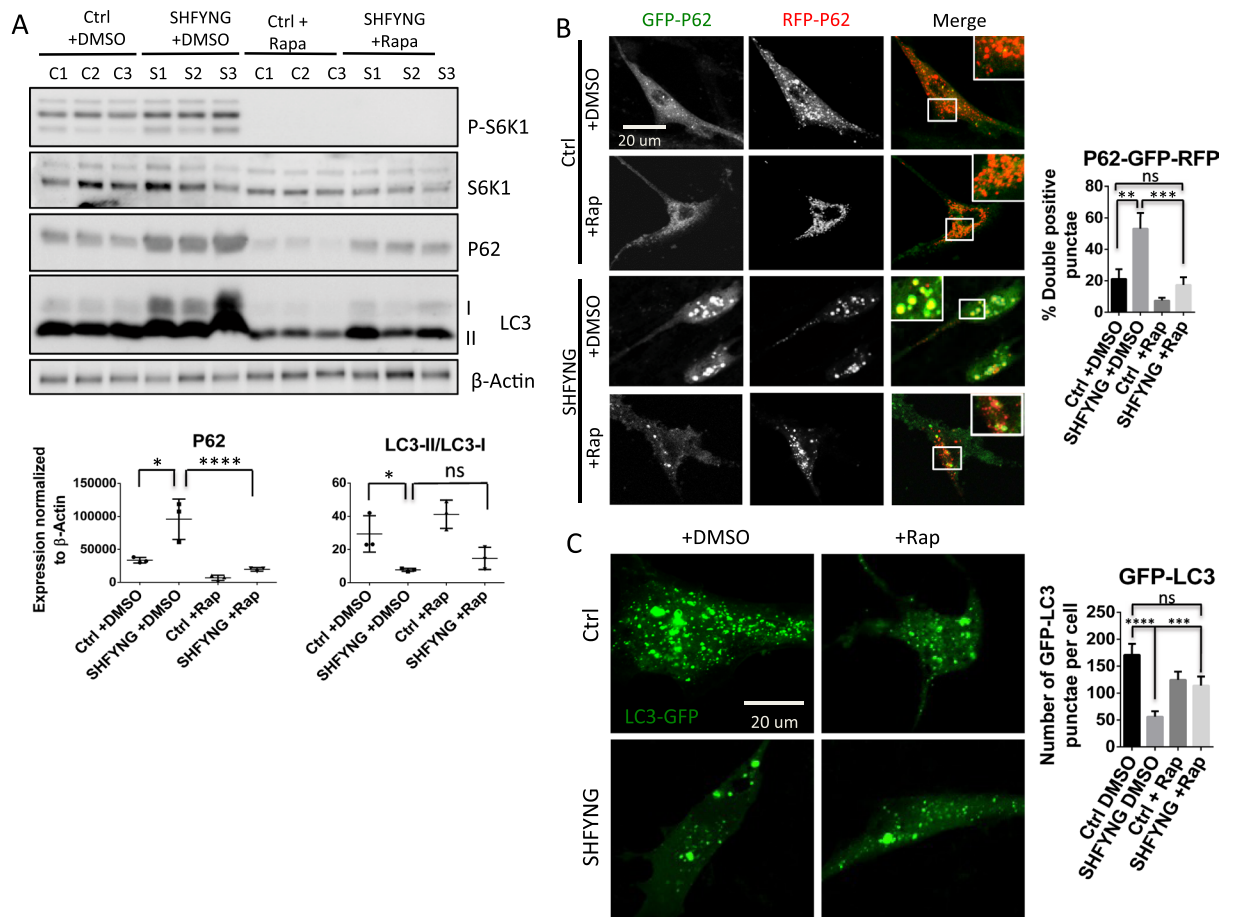 A
Ctrl +DMSO
SHFYNG +DMSO
Ctrl + Rapa
SHFYNG +Rapa
C1 C2 C3 S1 S2 S3 C1 C2 C3 S1 S2 S3
P-S6K1
S6K1
P62
I
LC3
II
β-Actin
P62
Expression normalized
to β-Actin
150000
100000
50000
0
* ****
Ctrl +DMSO
SHFYNG +DMSO
Ctrl +Rap
SHFYNG +Rap
LC3-II/LC3-I
60
40
20
0
* ns
Ctrl +DMSO
SHFYNG +DMSO
Ctrl +Rap
SHFYNG +Rap
B
GFP-P62 RFP-P62 Merge
Ctrl
+DMSO
20 um
+Rap
SHFYNG
+DMSO
+Rap
P62-GFP-RFP
% Double positive
punctae
80
60
40
20
0
ns
** ***
Ctrl +DMSO
SHFYNG +DMSO
Ctrl +Rap
SHFYNG +Rap
C
+DMSO +Rap
Ctrl
LC3-GFP
20 um
SHFYNG
GFP-LC3
Number of GFP-LC3
punctae per cell
250
200
150
100
50
0
ns
**** ***
Ctrl DMSO
SHFYNG DMSO
Ctrl + Rap
SHFYNG +Rap